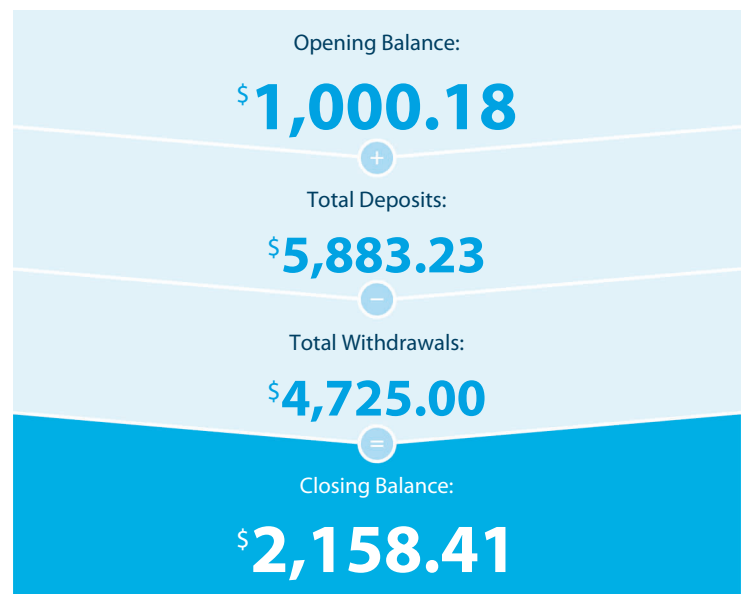 Opening Balance:
$1,000.18
+
Total Deposits:
$5,883.23
−
Total Withdrawals:
$4,725.00
=
Closing Balance:
$2,158.41